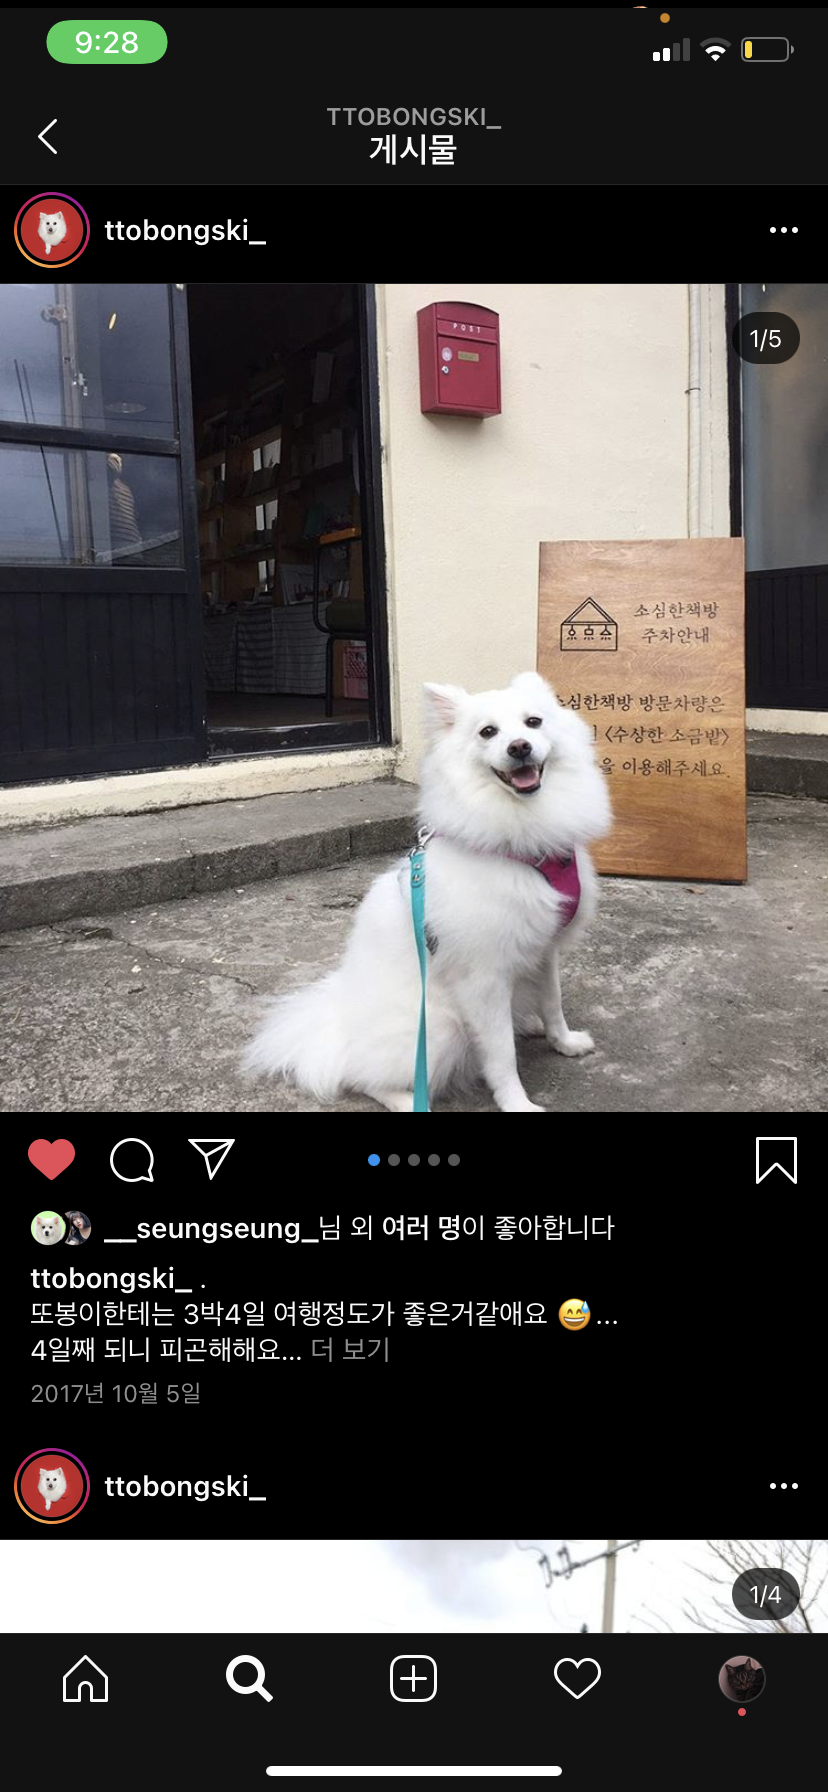 9:28
TTOBONGSKI_
게시물
ttobongski_
1/5
POST
소심한책방
주차안내
소심한책방 방문차량은
〈수상한 소금밭〉
을 이용해주세요.
__seungseung_님 외 여러 명이 좋아합니다
ttobongski_ .
또봉이한테는 3박4일 여행정도가 좋은거같애요 😅...
4일째 되니 피곤해해요... 더 보기
2017년 10월 5일
ttobongski_
1/4